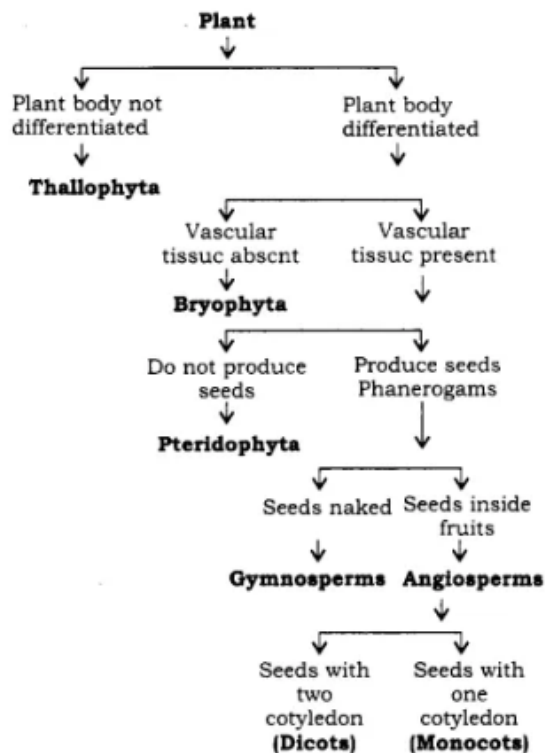 Plant
Plant body not
differentiated
Plant body
differentiated
Thallophyta
Vascular
tissuc abscnt
Vascular
tissuc present
Bryophyta
Do not produce
seeds
Produce seeds
Phanerogams
Pteridophyta
Seeds naked
Seeds inside
fruits
Gymnosperms
Angiosperms
Seeds with
two
cotyledon
(Dicots)
Seeds with
one
cotyledon
(Monocots)